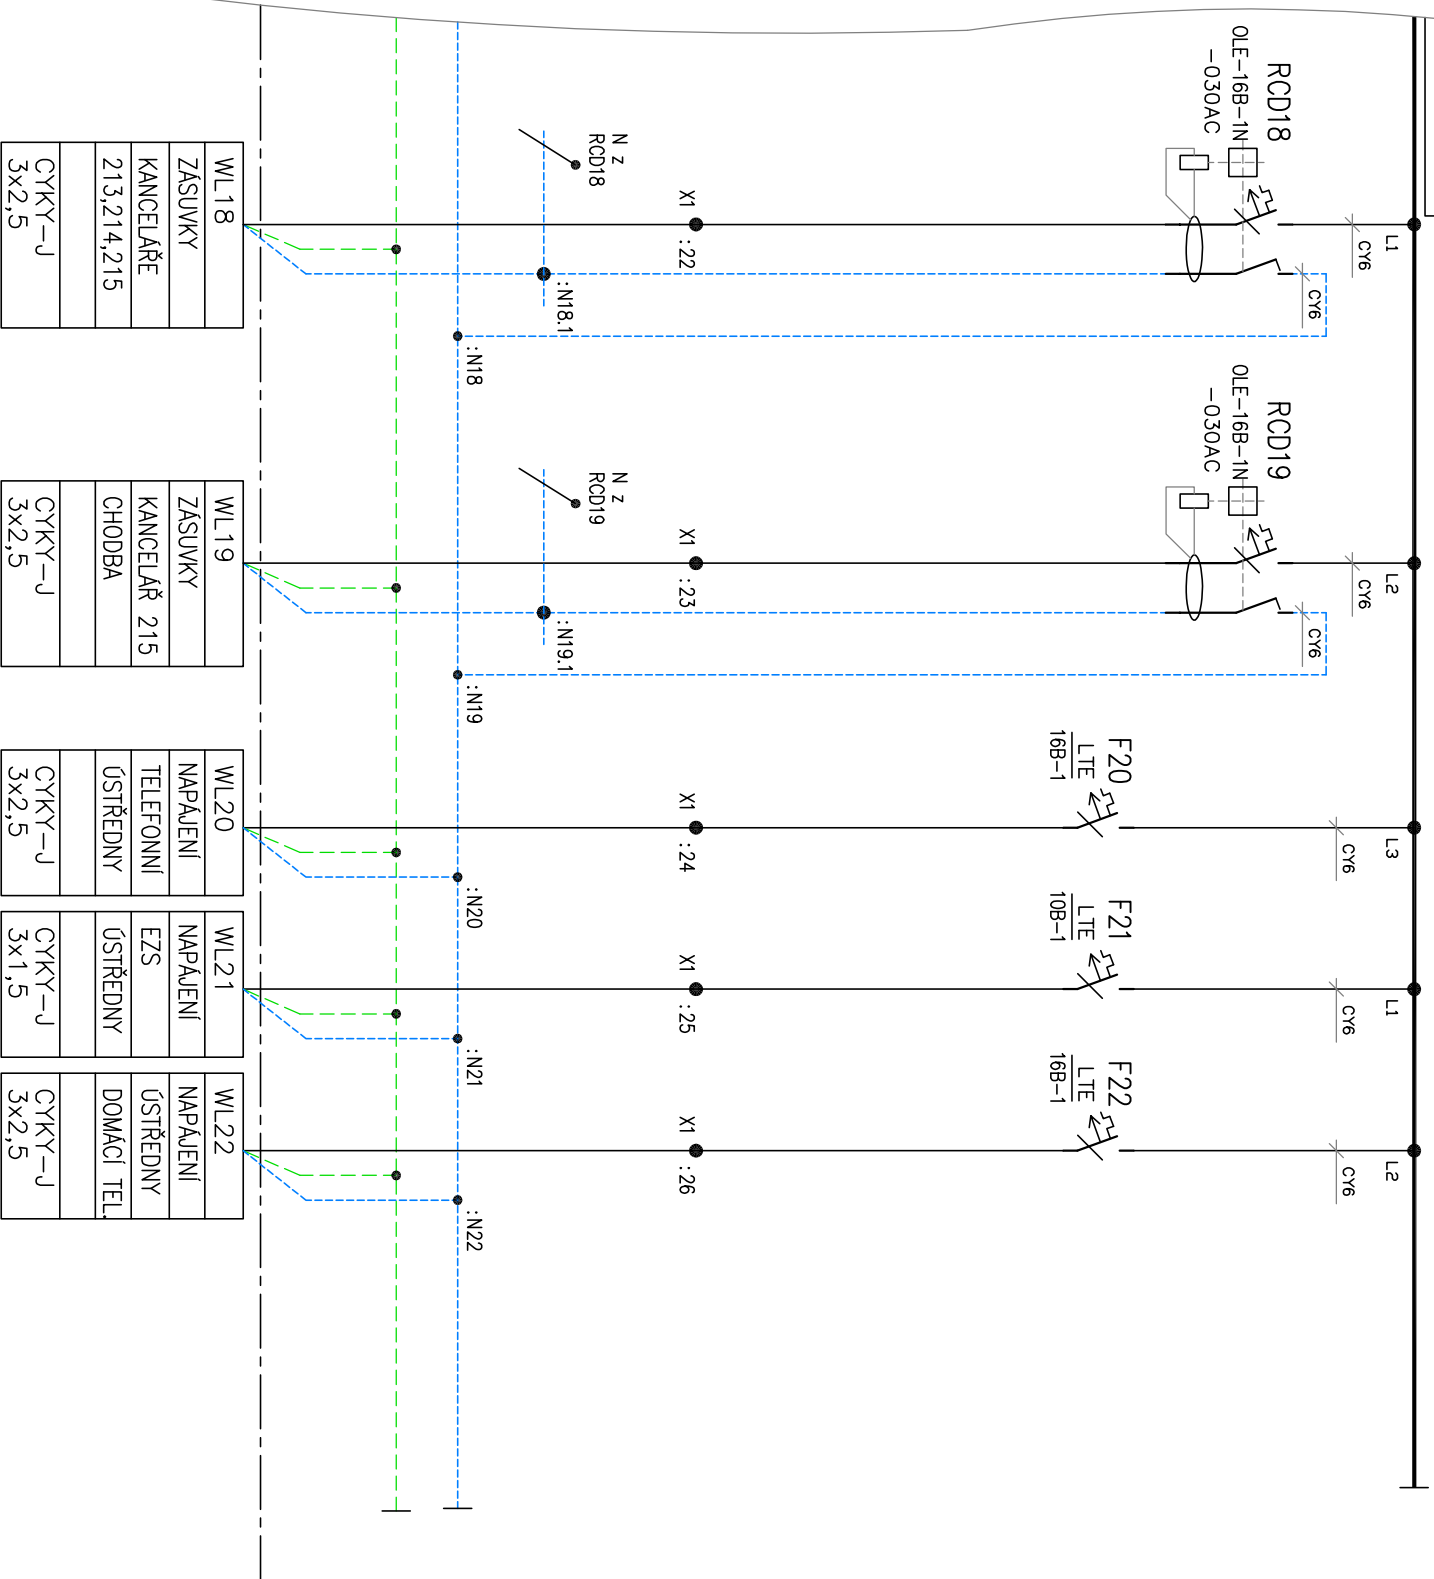 RCD18
OLE-16B-1N
-030AC
L1
CY6
CY6
N z
RCD18
X1
:22
:N18.1
:N18
WL18
ZÁSUVKY
KANCELÁŘE
213,214,215
CYKY-J
3x2,5
RCD19
OLE-16B-1N
-030AC
L2
CY6
CY6
N z
RCD19
X1
:23
:N19.1
:N19
WL19
ZÁSUVKY
KANCELÁŘ 215
CHODBA
CYKY-J
3x2,5
F20
LTE
16B-1
L3
CY6
X1
:24
:N20
WL20
NAPÁJENÍ
TELEFONNÍ
ÚSTŘEDNY
CYKY-J
3x2,5
F21
LTE
10B-1
L1
CY6
X1
:25
:N21
WL21
NAPÁJENÍ
EZS
ÚSTŘEDNY
CYKY-J
3x1,5
F22
LTE
16B-1
L2
CY6
X1
:26
:N22
WL22
NAPÁJENÍ
ÚSTŘEDNY
DOMÁCÍ TEL.
CYKY-J
3x2,5